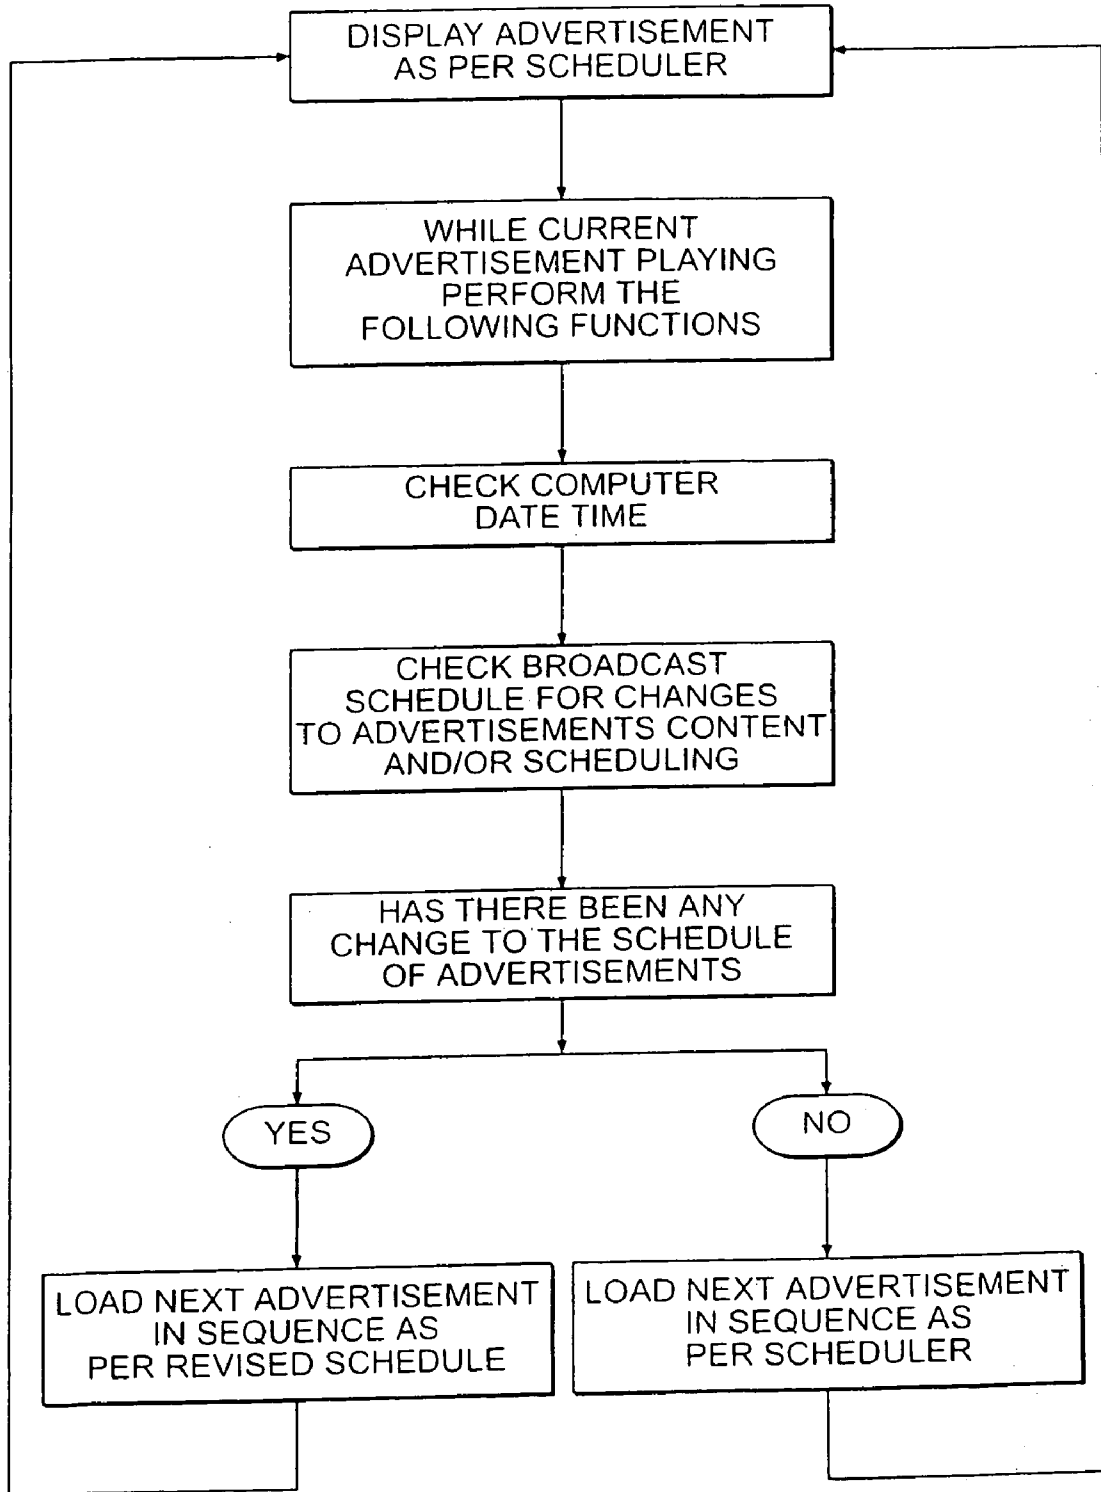 DISPLAY ADVERTISEMENT
AS PER SCHEDULER
WHILE CURRENT
ADVERTISEMENT PLAYING
PERFORM THE
FOLLOWING FUNCTIONS
CHECK COMPUTER
DATE TIME
CHECK BROADCAST
SCHEDULE FOR CHANGES
TO ADVERTISEMENTS CONTENT
AND/OR SCHEDULING
HAS THERE BEEN ANY
CHANGE TO THE SCHEDULE
OF ADVERTISEMENTS
YES
NO
LOAD NEXT ADVERTISEMENT
IN SEQUENCE AS
PER REVISED SCHEDULE
LOAD NEXT ADVERTISEMENT
IN SEQUENCE AS
PER SCHEDULER